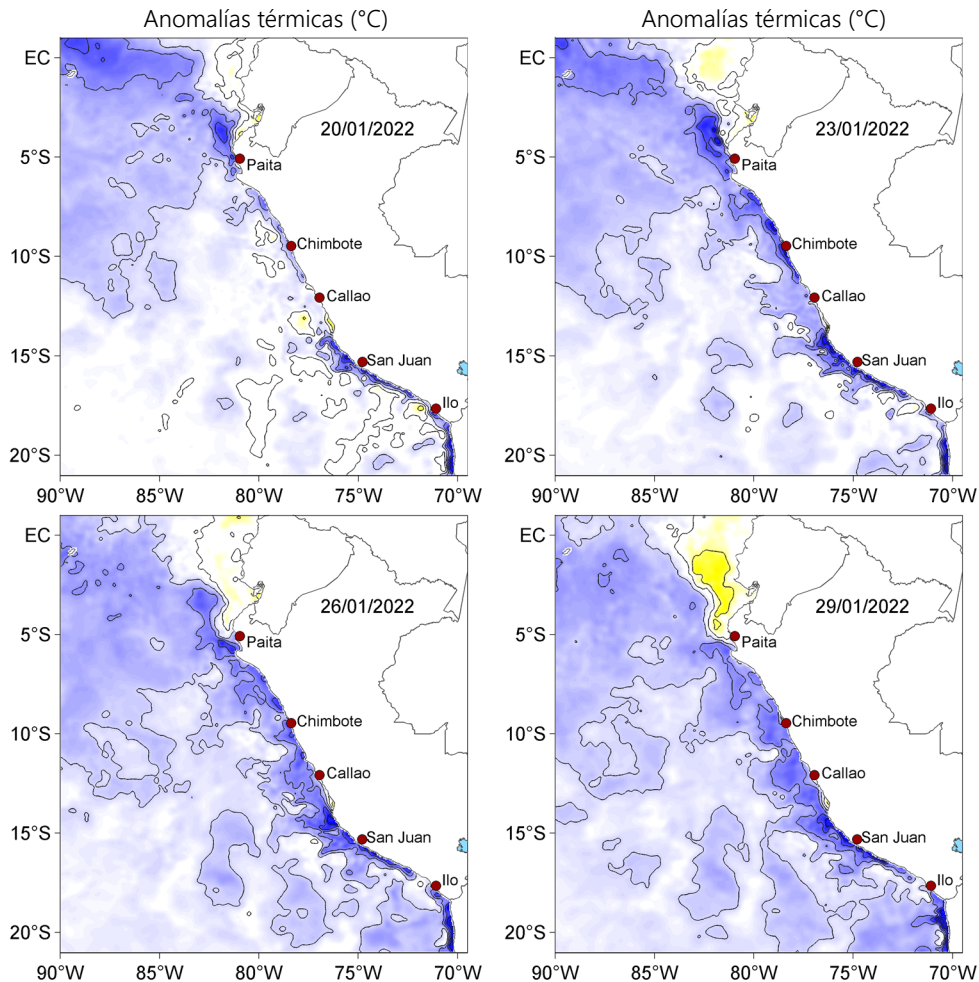 Anomalías térmicas (°C)
Anomalías térmicas (°C)
EC
5°S
10°S
15°S
20°S
20/01/2022
Paita
Chimbote
Callao
San Juan
Ilo
90°W 85°W 80°W 75°W 70°W
EC
5°S
10°S
15°S
20°S
23/01/2022
Paita
Chimbote
Callao
San Juan
Ilo
90°W 85°W 80°W 75°W 70°W
EC
5°S
10°S
15°S
20°S
26/01/2022
Paita
Chimbote
Callao
San Juan
Ilo
90°W 85°W 80°W 75°W 70°W
EC
5°S
10°S
15°S
20°S
29/01/2022
Paita
Chimbote
Callao
San Juan
Ilo
90°W 85°W 80°W 75°W 70°W